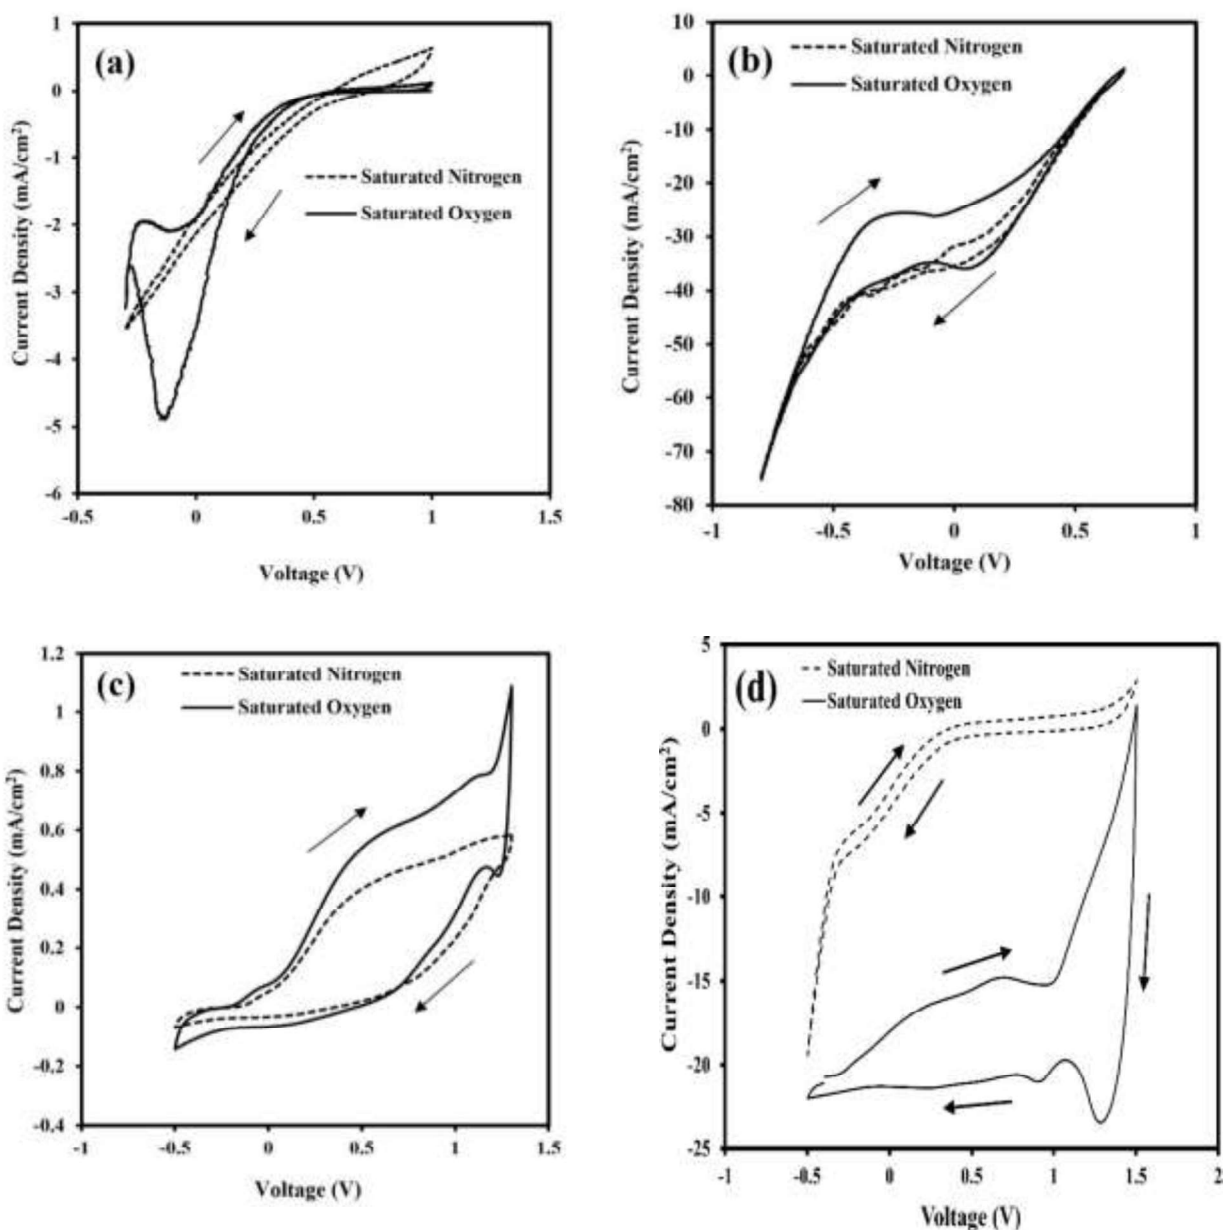 (a)
1
0
-1
-2
-3
-4
-5
-6
-0.5
0
0.5
1
1.5
Saturated Nitrogen
Saturated Oxygen
Current Density (mA/cm²)
Voltage (V)
(b)
10
0
-10
-20
-30
-40
-50
-60
-70
-80
-1
-0.5
0
0.5
1
Saturated Nitrogen
Saturated Oxygen
Current Density (mA/cm²)
Voltage (V)
(c)
1.2
1
0.8
0.6
0.4
0.2
0
-0.2
-0.4
-1
-0.5
0
0.5
1
1.5
Saturated Nitrogen
Saturated Oxygen
Current Density (mA/cm²)
Voltage (V)
(d)
5
0
-5
-10
-15
-20
-25
-1
-0.5
0
0.5
1
1.5
2
Saturated Nitrogen
Saturated Oxygen
Current Density (mA/cm²)
Voltage (V)